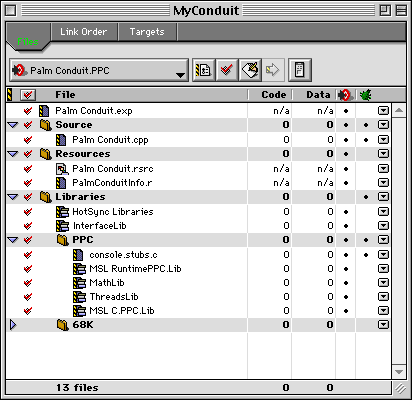 MyConduit
Files Link Order Targets
Palm Conduit.PPC
File Code Data
Palm Conduit.exp n/a n/a
Source 0 0
Palm Conduit.cpp 0 0
Resources n/a n/a
Palm Conduit.rsrc n/a n/a
PalmConduitInfo.r n/a n/a
Libraries 0 0
HotSync Libraries 0 0
InterfaceLib 0 0
PPC 0 0
console.stubs.c 0 0
MSL RuntimePPC.Lib 0 0
MathLib 0 0
ThreadsLib 0 0
MSL C.PPC.Lib 0 0
68K 0 0
13 files 0 0